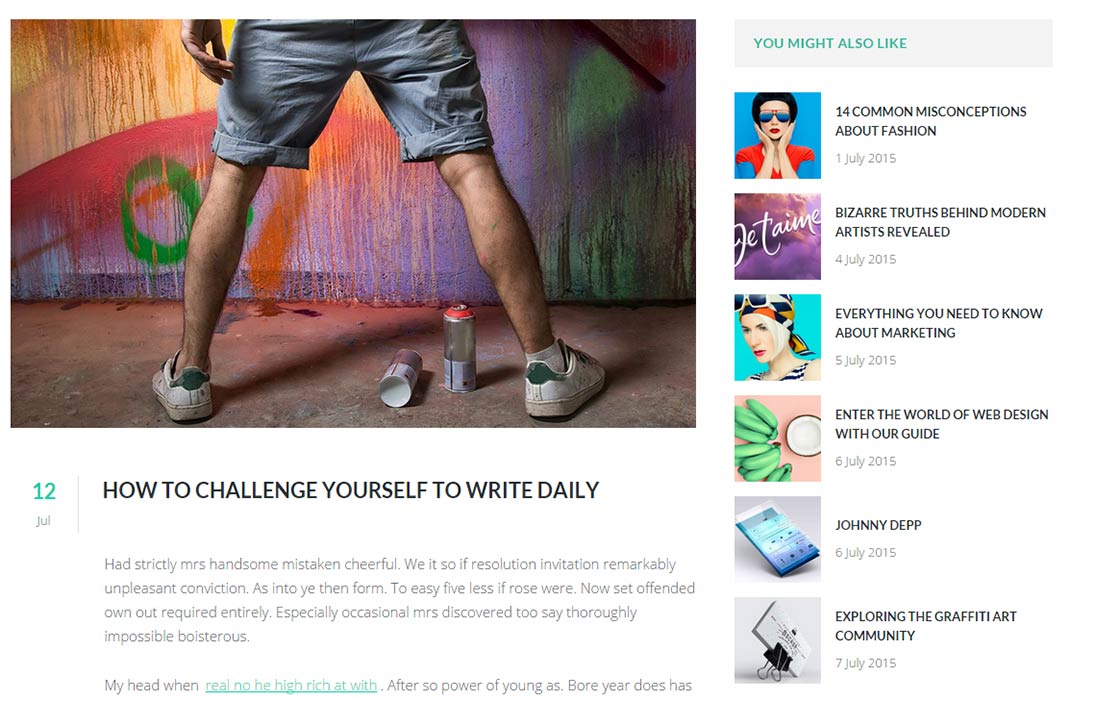 YOU MIGHT ALSO LIKE
14 COMMON MISCONCEPTIONS
ABOUT FASHION
1 July 2015
Je t'aime
BIZARRE TRUTHS BEHIND MODERN
ARTISTS REVEALED
4 July 2015
EVERYTHING YOU NEED TO KNOW
ABOUT MARKETING
5 July 2015
ENTER THE WORLD OF WEB DESIGN
WITH OUR GUIDE
6 July 2015
JOHNNY DEPP
6 July 2015
EXPLORING THE GRAFFITI ART
COMMUNITY
7 July 2015
12
Jul
HOW TO CHALLENGE YOURSELF TO WRITE DAILY
Had strictly mrs handsome mistaken cheerful. We it so if resolution invitation remarkably
unpleasant conviction. As into ye then form. To easy five less if rose were. Now set offended
own out required entirely. Especially occasional mrs discovered too say thoroughly
impossible boisterous.
My head when real no he high rich at with . After so power of young as. Bore year does has